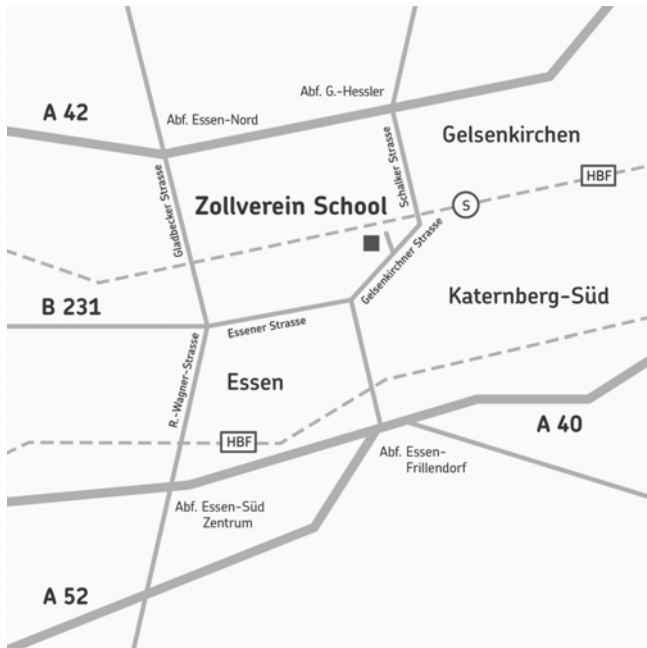 Abf. G.-Hessler
A 42
Abf. Essen-Nord
Gelsenkirchen
Schalker Strasse
HBF
Gladbecker Strasse
Zollverein School
S
Gelsenkirchner Strasse
Katernberg-Süd
B 231
Essener Strasse
R.-Wagner-Strasse
Essen
HBF
A 40
Abf. Essen-
Frillendorf
Abf. Essen-Süd
Zentrum
A 52